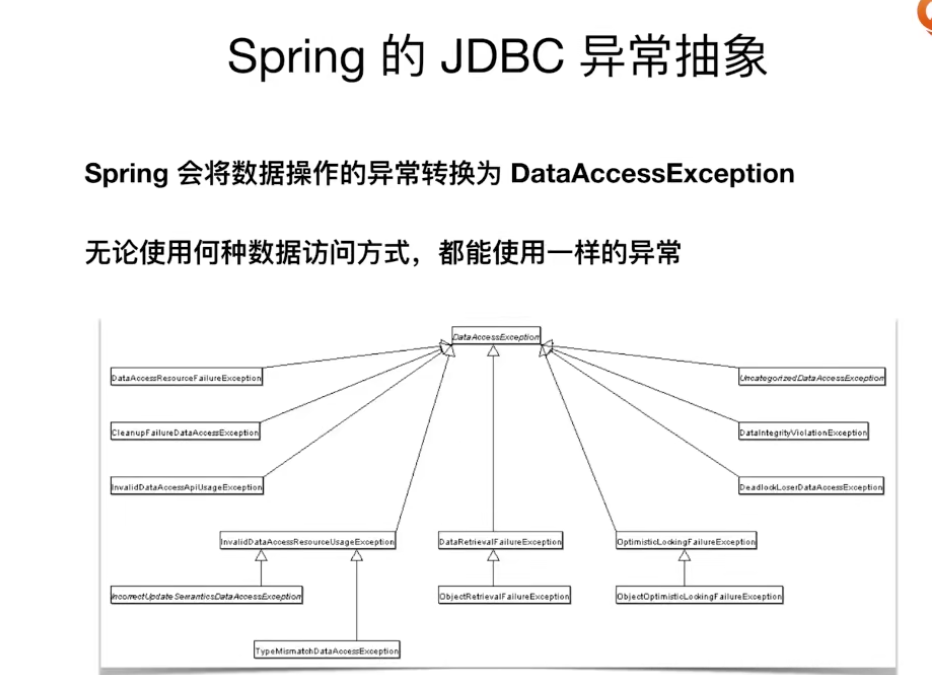 Spring 的 JDBC 异常抽象
Spring 会将数据操作的异常转换为 DataAccessException
无论使用何种数据访问方式，都能使用一样的异常
DataAccessException
DataAccessResourceFailureException
UncategorizedDataAccessException
CleanupFailureDataAccessException
DataIntegrityViolationException
InvalidDataAccessApiUsageException
DeadlockLoserDataAccessException
InvalidDataAccessResourceUsageException
DataRetrievalFailureException
OptimisticLockingFailureException
IncorrectUpdateSemanticsDataAccessException
ObjectRetrievalFailureException
ObjectOptimisticLockingFailureException
TypeMismatchDataAccessException